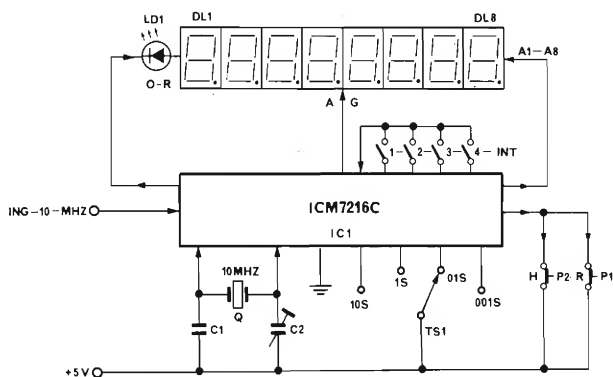 LD1
DL1
DL8
A1-A8
O-R
A G
1- 2- 3- 4-INT
ING-10-MHZ
ICM7216C
IC1
10MHZ
Q
C1
C2
10S
1S
01S
001S
TS1
H P2
R P1
+5V